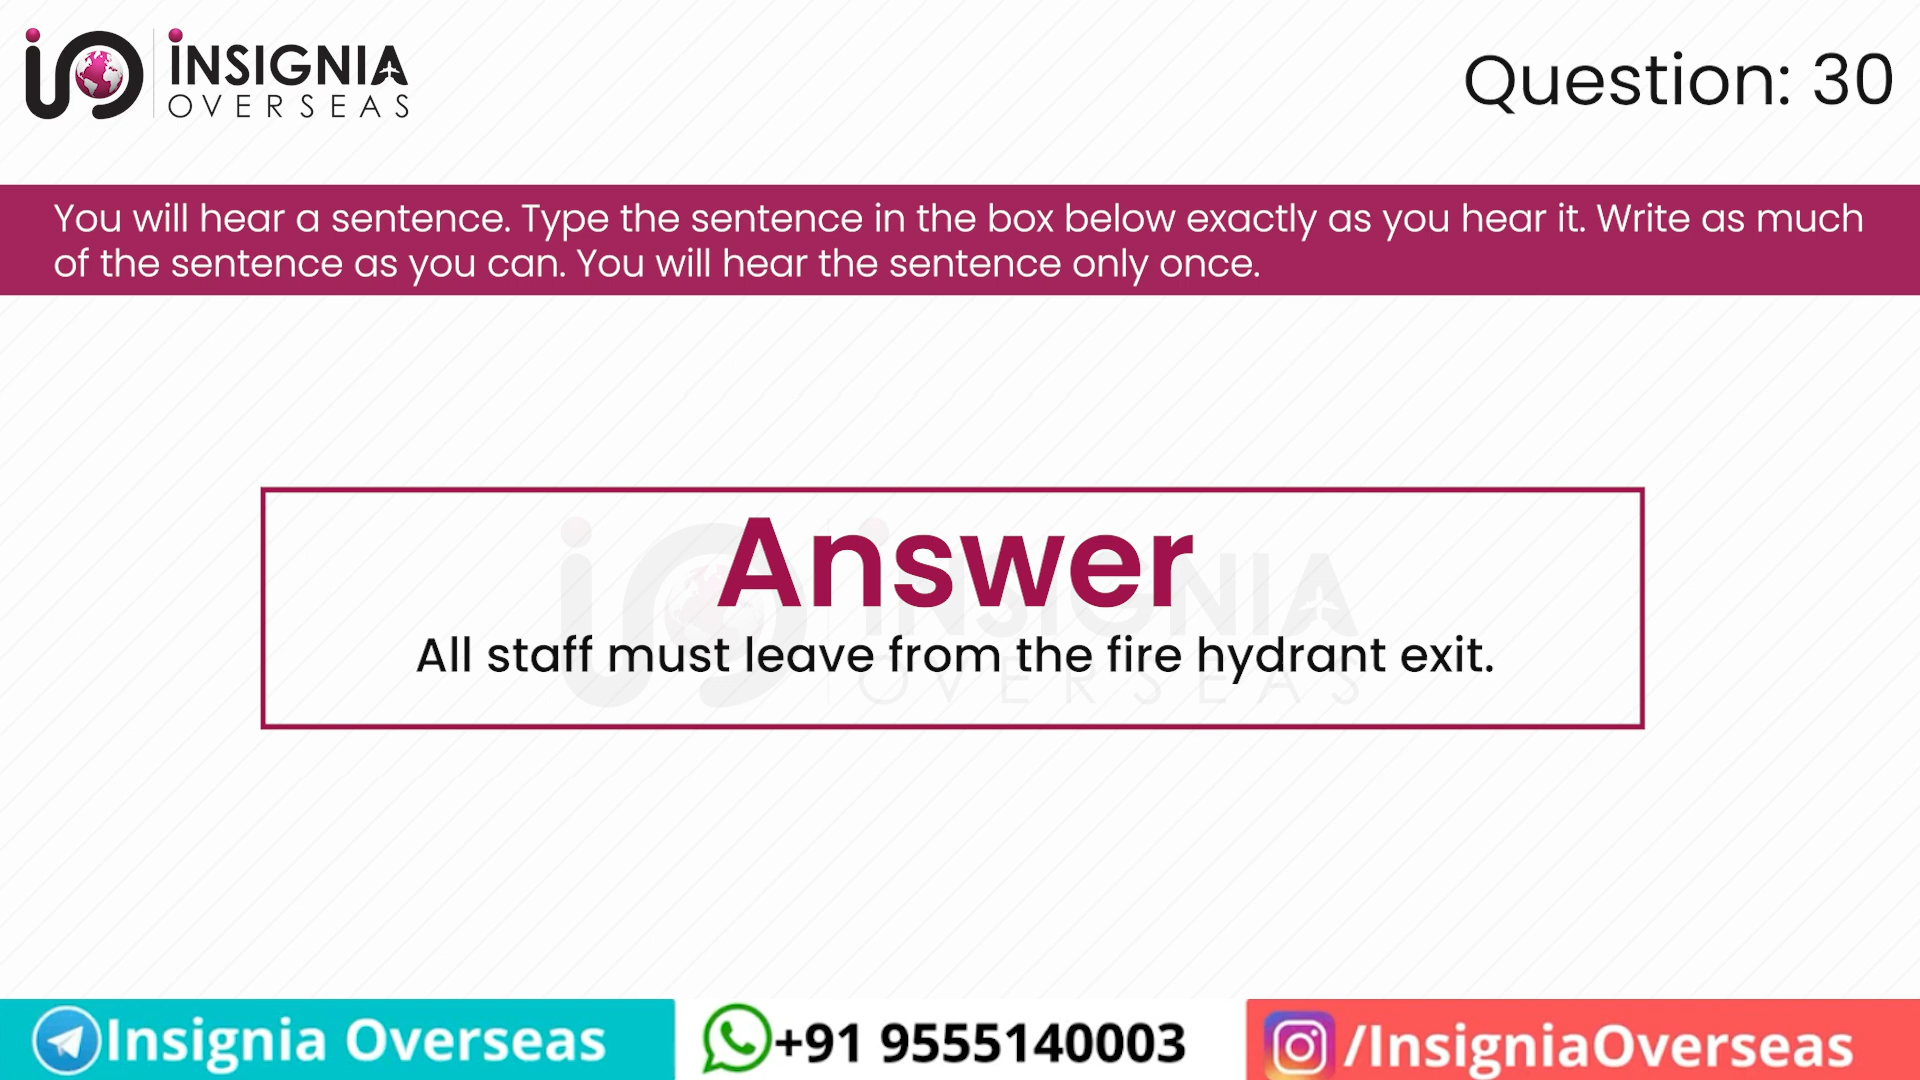 INSIGNIA
OVERSEAS
Question: 30
You will hear a sentence. Type the sentence in the box below exactly as you hear it. Write as much
of the sentence as you can. You will hear the sentence only once.
Answer
INSIGNIA
All staff must leave from the fire hydrant exit.
OVERSEAS
Insignia Overseas
+91 9555140003
/InsigniaOverseas